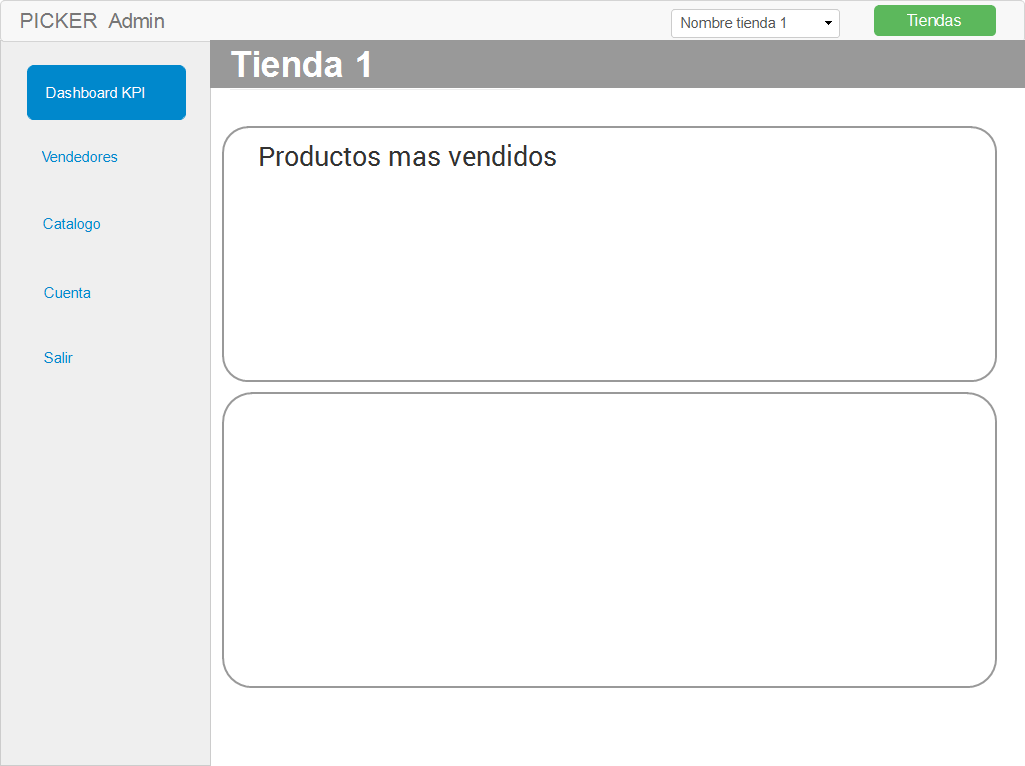 PICKER Admin
Nombre tienda 1
Tiendas
Tienda 1
Dashboard KPI
Vendedores
Catalogo
Cuenta
Salir
Productos mas vendidos